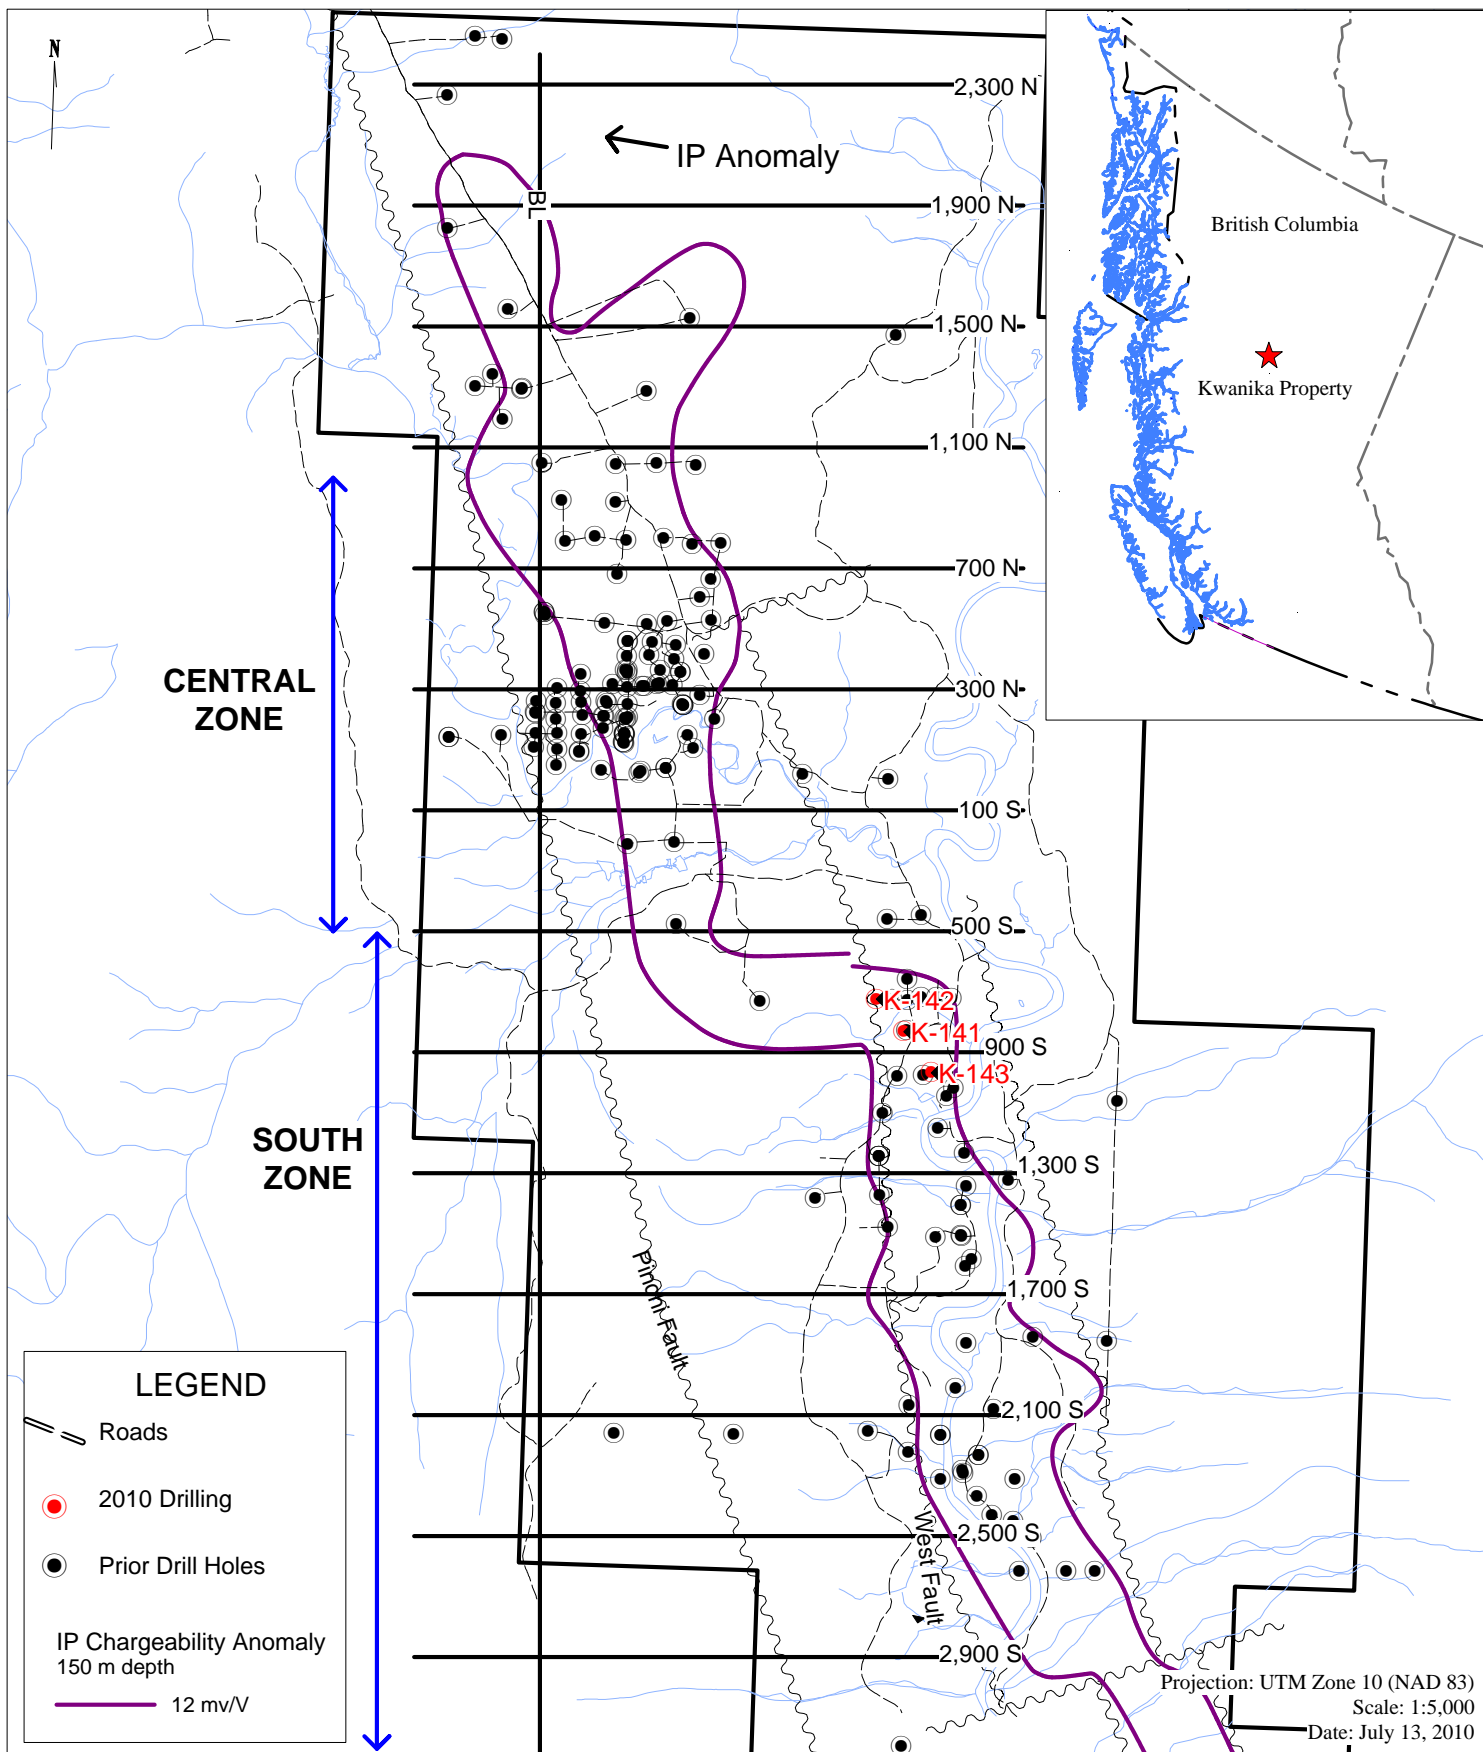 N
2,300 N
IP Anomaly
BL
1,900 N
British Columbia
1,500 N
Kwanika Property
1,100 N
700 N
CENTRAL
ZONE
300 N
100 S
500 S
K-142
K-141
900 S
K-143
SOUTH
ZONE
1,300 S
Pinchi Fault
1,700 S
2,100 S
2,500 S
West Fault
2,900 S
LEGEND
Roads
2010 Drilling
Prior Drill Holes
IP Chargeability Anomaly
150 m depth
12 mv/V
Projection: UTM Zone 10 (NAD 83)
Scale: 1:5,000
Date: July 13, 2010